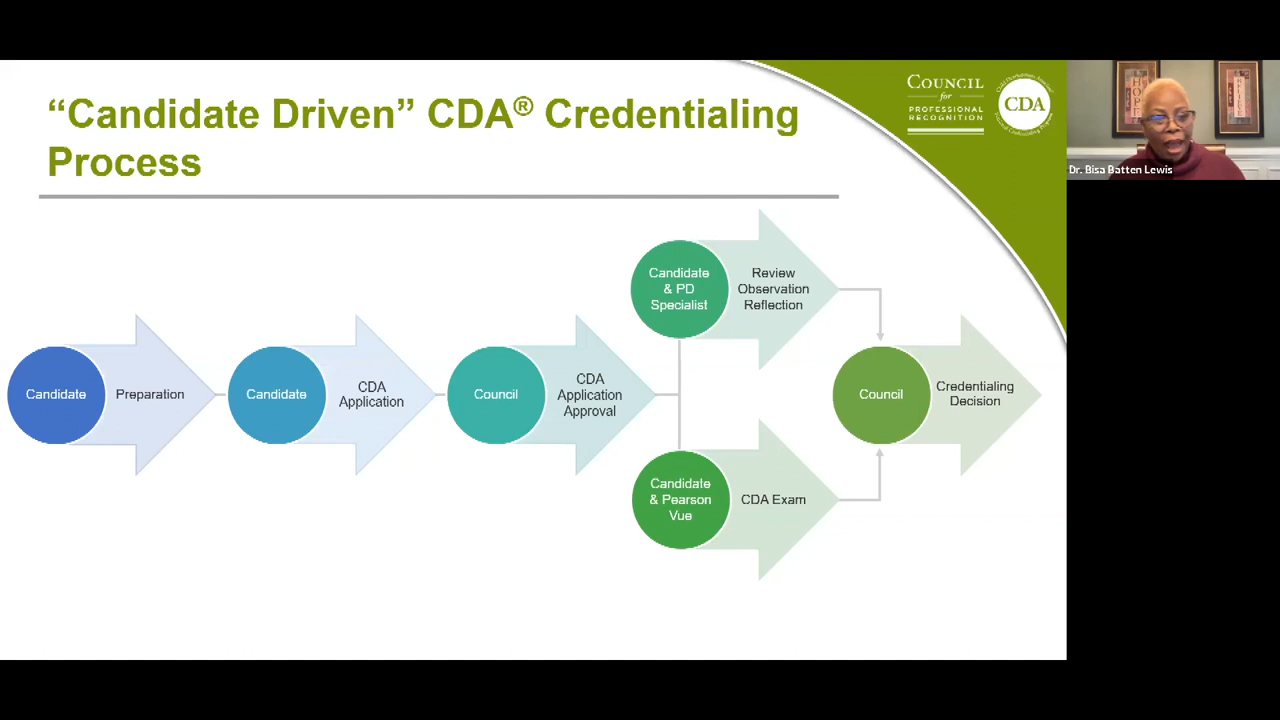 “Candidate Driven” CDA® Credentialing
Process
COUNCIL
for
PROFESSIONAL
RECOGNITION
CDA
Dr. Bisa Batten Lewis
HOPE
Candidate
Preparation
Candidate
CDA
Application
Council
CDA
Application
Approval
Candidate
& PD
Specialist
Review
Observation
Reflection
Candidate
& Pearson
Vue
CDA Exam
Council
Credentialing
Decision